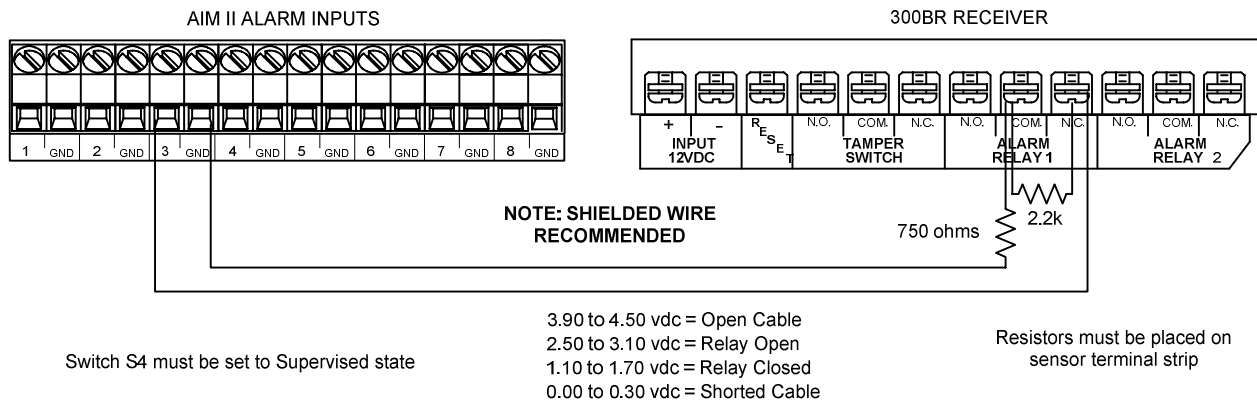 AIM II ALARM INPUTS
300BR RECEIVER
1 GND 2 GND 3 GND 4 GND 5 GND 6 GND 7 GND 8 GND
+ - RESET N.O. COM. N.C. N.O. COM. N.C. N.O. COM. N.C.
INPUT
12VDC
TAMPER
SWITCH
ALARM
RELAY 1
ALARM
RELAY 2
NOTE: SHIELDED WIRE
RECOMMENDED
750 ohms
2.2k
3.90 to 4.50 vdc = Open Cable
2.50 to 3.10 vdc = Relay Open
1.10 to 1.70 vdc = Relay Closed
0.00 to 0.30 vdc = Shorted Cable
Switch S4 must be set to Supervised state
Resistors must be placed on
sensor terminal strip